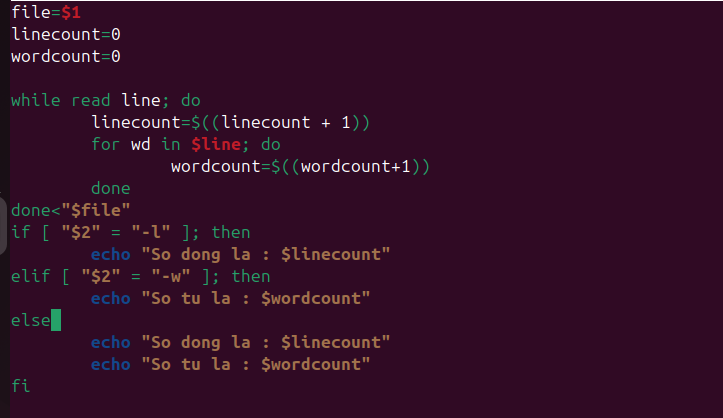 file=$1
linecount=0
wordcount=0

while read line; do
        linecount=$((linecount + 1))
        for wd in $line; do
                wordcount=$((wordcount+1))
        done
done<"$file"
if [ "$2" = "-l" ]; then
        echo "So dong la : $linecount"
elif [ "$2" = "-w" ]; then
        echo "So tu la : $wordcount"
else
        echo "So dong la : $linecount"
        echo "So tu la : $wordcount"
fi